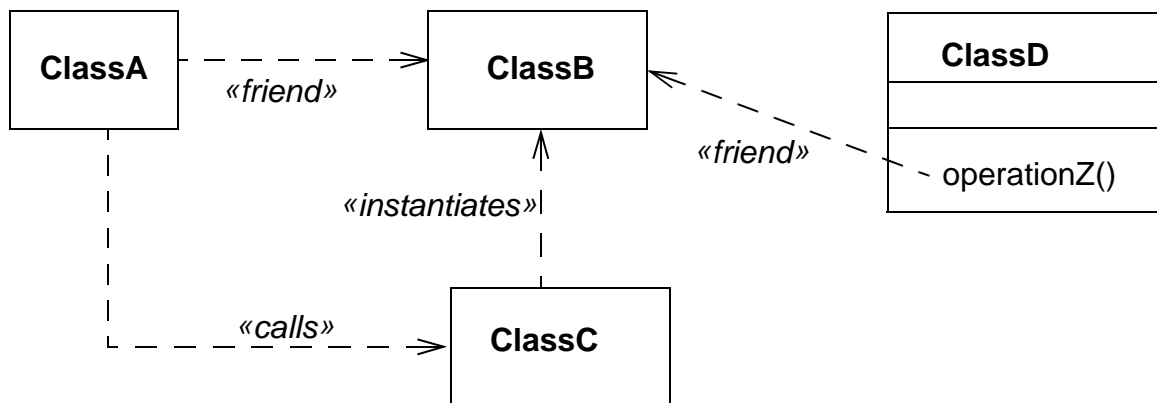 ClassA
ClassB
ClassD
«friend»
«friend»
operationZ()
«instantiates»
«calls»
ClassC